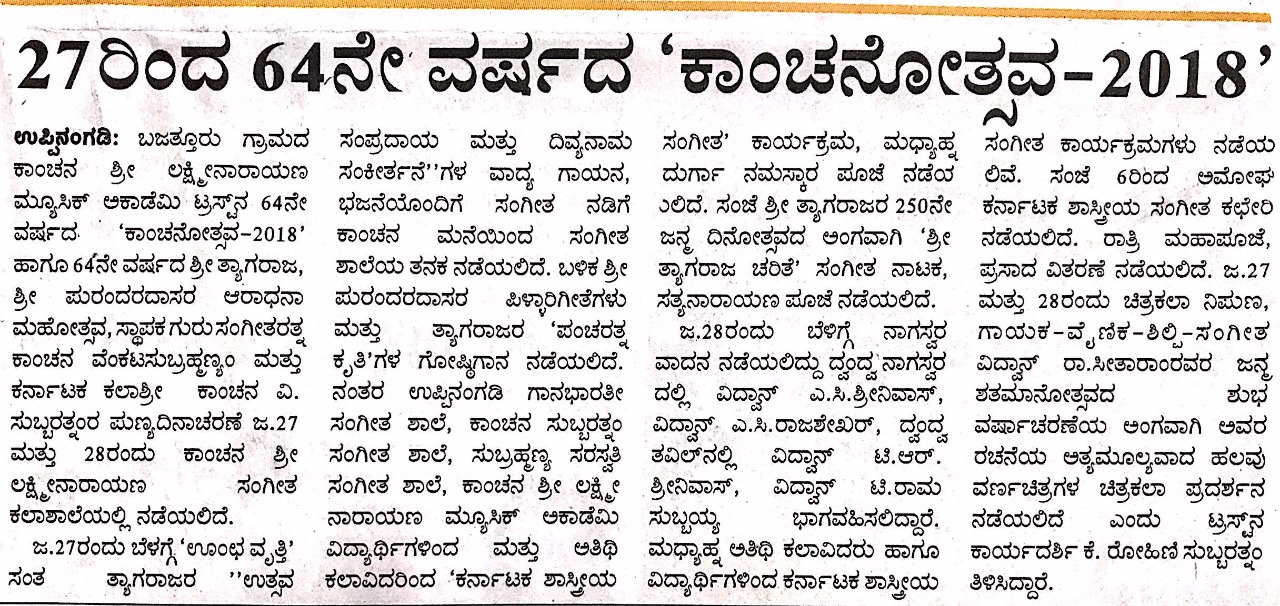 27ರಿಂದ 64ನೇ ವರ್ಷದ ‘ಕಾಂಚನೋತ್ಸವ-2018’
ಉಪ್ಪಿನಂಗಡಿ: ಬಜತ್ತೂರು ಗ್ರಾಮದ
ಕಾಂಚನ ಶ್ರೀ ಲಕ್ಷ್ಮೀನಾರಾಯಣ
ಮ್ಯೂಸಿಕ್ ಅಕಾಡೆಮಿ ಟ್ರಸ್ಟ್‌ನ 64ನೇ
ವರ್ಷದ ‘ಕಾಂಚನೋತ್ಸವ-2018’
ಹಾಗೂ 64ನೇ ವರ್ಷದ ಶ್ರೀ ತ್ಯಾಗರಾಜ,
ಶ್ರೀ ಪುರಂದರದಾಸರ ಆರಾಧನಾ
ಮಹೋತ್ಸವ, ಸ್ಥಾಪಕ ಗುರು ಸಂಗೀತರತ್ನ
ಕಾಂಚನ ವೆಂಕಟಸುಬ್ರಹ್ಮಣ್ಯಂ ಮತ್ತು
ಕರ್ನಾಟಕ ಕಲಾಶ್ರೀ ಕಾಂಚನ ವಿ.
ಸುಬ್ಬರತ್ನಂರ ಪುಣ್ಯದಿನಾಚರಣೆ ಜ.27
ಮತ್ತು 28ರಂದು ಕಾಂಚನ ಶ್ರೀ
ಲಕ್ಷ್ಮೀನಾರಾಯಣ ಸಂಗೀತ
ಕಲಾಶಾಲೆಯಲ್ಲಿ ನಡೆಯಲಿದೆ.
ಜ.27ರಂದು ಬೆಳಗ್ಗೆ ‘ಊಂಛ ವೃತ್ತಿ’
ಸಂತ ತ್ಯಾಗರಾಜರ ''ಉತ್ಸವ
ಸಂಪ್ರದಾಯ ಮತ್ತು ದಿವ್ಯನಾಮ
ಸಂಕೀರ್ತನೆ''ಗಳ ವಾದ್ಯ ಗಾಯನ,
ಭಜನೆಯೊಂದಿಗೆ ಸಂಗೀತ ನಡಿಗೆ
ಕಾಂಚನ ಮನೆಯಿಂದ ಸಂಗೀತ
ಶಾಲೆಯ ತನಕ ನಡೆಯಲಿದೆ. ಬಳಿಕ ಶ್ರೀ
ಪುರಂದರದಾಸರ ಪಿಳ್ಳಾರಿಗೀತೆಗಳು
ಮತ್ತು ತ್ಯಾಗರಾಜರ ‘ಪಂಚರತ್ನ
ಕೃತಿ’ಗಳ ಗೋಷ್ಠಿಗಾನ ನಡೆಯಲಿದೆ.
ನಂತರ ಉಪ್ಪಿನಂಗಡಿ ಗಾನಭಾರತೀ
ಸಂಗೀತ ಶಾಲೆ, ಕಾಂಚನ ಸುಬ್ಬರತ್ನಂ
ಸಂಗೀತ ಶಾಲೆ, ಸುಬ್ರಹ್ಮಣ್ಯ ಸರಸ್ವತಿ
ಸಂಗೀತ ಶಾಲೆ, ಕಾಂಚನ ಶ್ರೀ ಲಕ್ಷ್ಮೀ
ನಾರಾಯಣ ಮ್ಯೂಸಿಕ್ ಅಕಾಡೆಮಿ
ವಿದ್ಯಾರ್ಥಿಗಳಿಂದ ಮತ್ತು ಅತಿಥಿ
ಕಲಾವಿದರಿಂದ ‘ಕರ್ನಾಟಕ ಶಾಸ್ತ್ರೀಯ
ಸಂಗೀತ’ ಕಾರ್ಯಕ್ರಮ, ಮಧ್ಯಾಹ್ನ
ದುರ್ಗಾ ನಮಸ್ಕಾರ ಪೂಜೆ ನಡೆಯ
ಲಿದೆ. ಸಂಜೆ ಶ್ರೀ ತ್ಯಾಗರಾಜರ 250ನೇ
ಜನ್ಮ ದಿನೋತ್ಸವದ ಅಂಗವಾಗಿ ‘ಶ್ರೀ
ತ್ಯಾಗರಾಜ ಚರಿತೆ’ ಸಂಗೀತ ನಾಟಕ,
ಸತ್ಯನಾರಾಯಣ ಪೂಜೆ ನಡೆಯಲಿದೆ.
ಜ.28ರಂದು ಬೆಳಿಗ್ಗೆ ನಾಗಸ್ವರ
ವಾದನ ನಡೆಯಲಿದ್ದು ದ್ವಂದ್ವ ನಾಗಸ್ವರ
ದಲ್ಲಿ ವಿದ್ವಾನ್ ಎ.ಸಿ.ಶ್ರೀನಿವಾಸ್,
ವಿದ್ವಾನ್ ಎ.ಸಿ.ರಾಜಶೇಖರ್, ದ್ವಂದ್ವ
ತವಿಲ್‌ನಲ್ಲಿ ವಿದ್ವಾನ್ ಟಿ.ಆರ್.
ಶ್ರೀನಿವಾಸ್, ವಿದ್ವಾನ್ ಟಿ.ರಾಮ
ಸುಬ್ಬಯ್ಯ ಭಾಗವಹಿಸಲಿದ್ದಾರೆ.
ಮಧ್ಯಾಹ್ನ ಅತಿಥಿ ಕಲಾವಿದರು ಹಾಗೂ
ವಿದ್ಯಾರ್ಥಿಗಳಿಂದ ಕರ್ನಾಟಕ ಶಾಸ್ತ್ರೀಯ
ಸಂಗೀತ ಕಾರ್ಯಕ್ರಮಗಳು ನಡೆಯ
ಲಿವೆ. ಸಂಜೆ 6ರಿಂದ ಅಮೋಘ
ಕರ್ನಾಟಕ ಶಾಸ್ತ್ರೀಯ ಸಂಗೀತ ಕಛೇರಿ
ನಡೆಯಲಿದೆ. ರಾತ್ರಿ ಮಹಾಪೂಜೆ,
ಪ್ರಸಾದ ವಿತರಣೆ ನಡೆಯಲಿದೆ. ಜ.27
ಮತ್ತು 28ರಂದು ಚಿತ್ರಕಲಾ ನಿಪುಣ,
ಗಾಯಕ-ವೈಣಿಕ-ಶಿಲ್ಪಿ-ಸಂಗೀತ
ವಿದ್ವಾನ್ ರಾ.ಸೀತಾರಾಂರವರ ಜನ್ಮ
ಶತಮಾನೋತ್ಸವದ ಶುಭ
ವರ್ಷಾಚರಣೆಯ ಅಂಗವಾಗಿ ಅವರ
ರಚನೆಯ ಅತ್ಯಮೂಲ್ಯವಾದ ಹಲವು
ವರ್ಣಚಿತ್ರಗಳ ಚಿತ್ರಕಲಾ ಪ್ರದರ್ಶನ
ನಡೆಯಲಿದೆ ಎಂದು ಟ್ರಸ್ಟ್‌ನ
ಕಾರ್ಯದರ್ಶಿ ಕೆ. ರೋಹಿಣಿ ಸುಬ್ಬರತ್ನಂ
ತಿಳಿಸಿದ್ದಾರೆ.